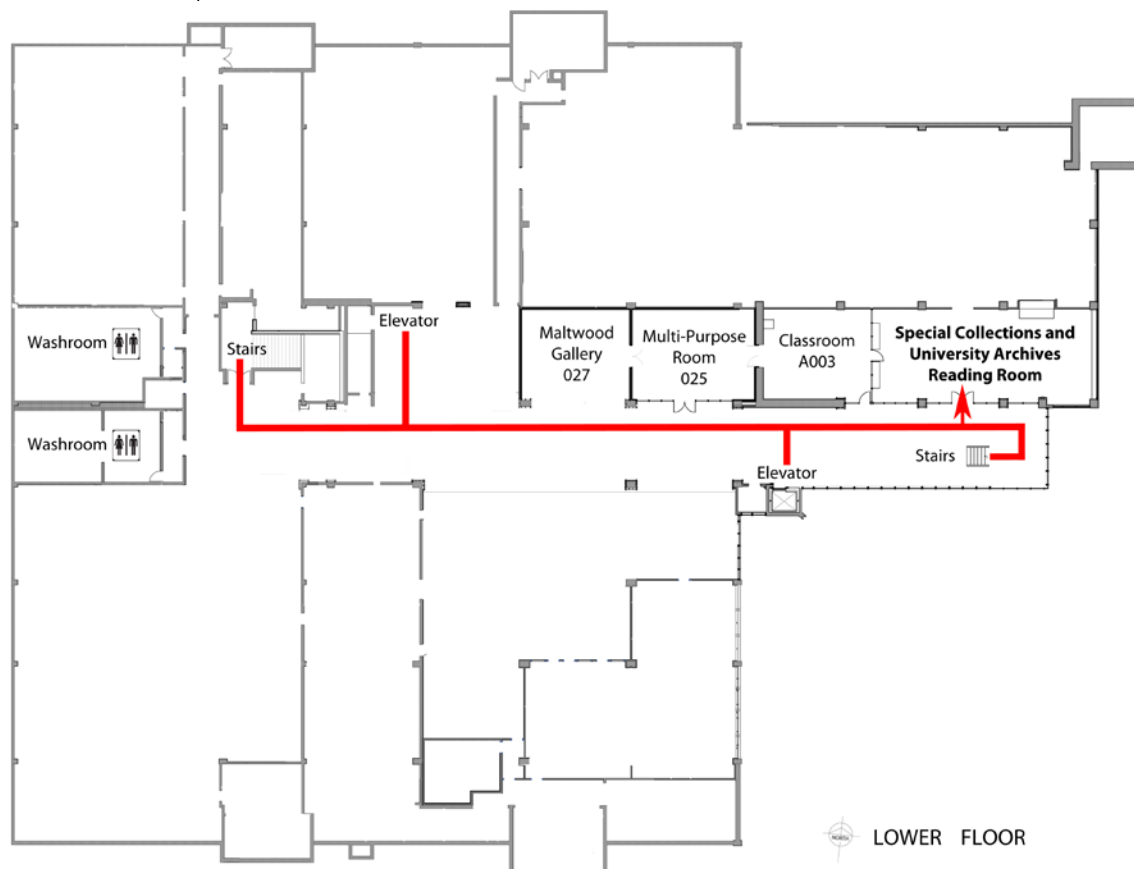 Elevator
Washroom
Stairs
Maltwood
Gallery
027
Multi-Purpose
Room
025
Classroom
A003
Special Collections and
University Archives
Reading Room
Washroom
Elevator
Stairs
NORTH
LOWER FLOOR